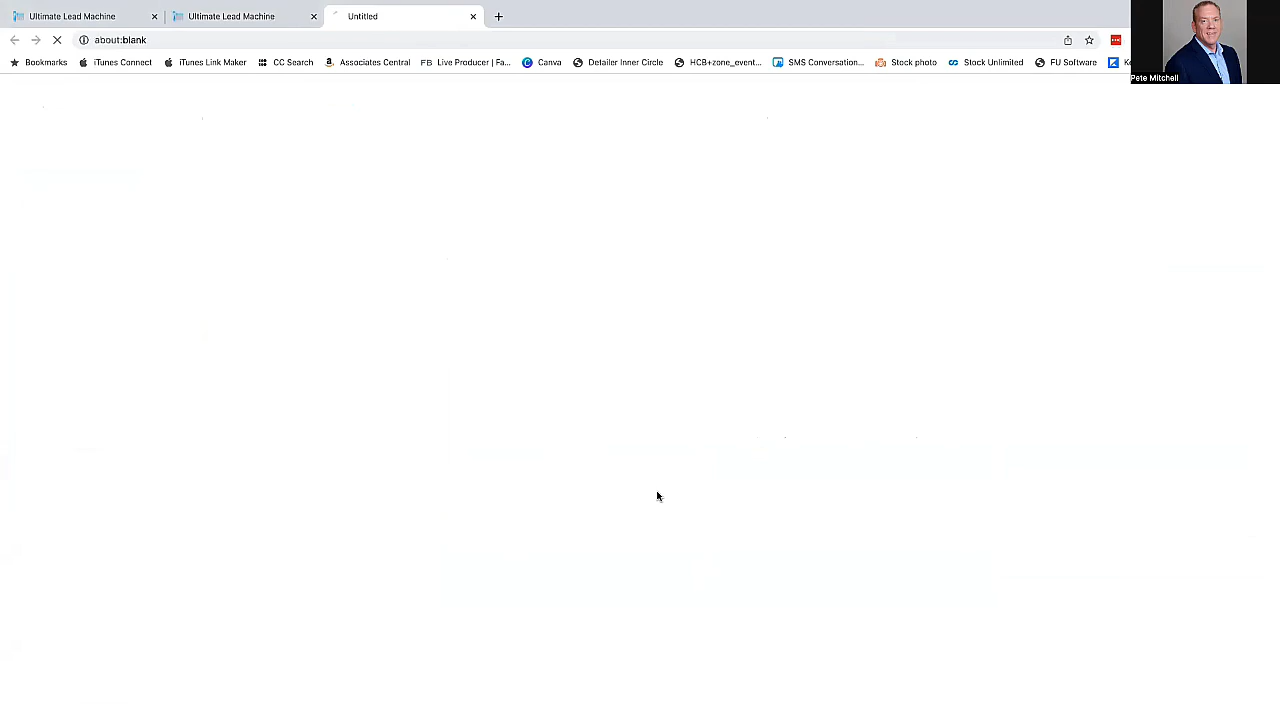 Ultimate Lead Machine Ultimate Lead Machine Untitled
about:blank
Bookmarks iTunes Connect iTunes Link Maker CC Search Associates Central FB Live Producer | Fa... Canva Detailer Inner Circle HCB+zone_event... SMS Conversation... Stock photo Stock Unlimited FU Software
Pete Mitchell